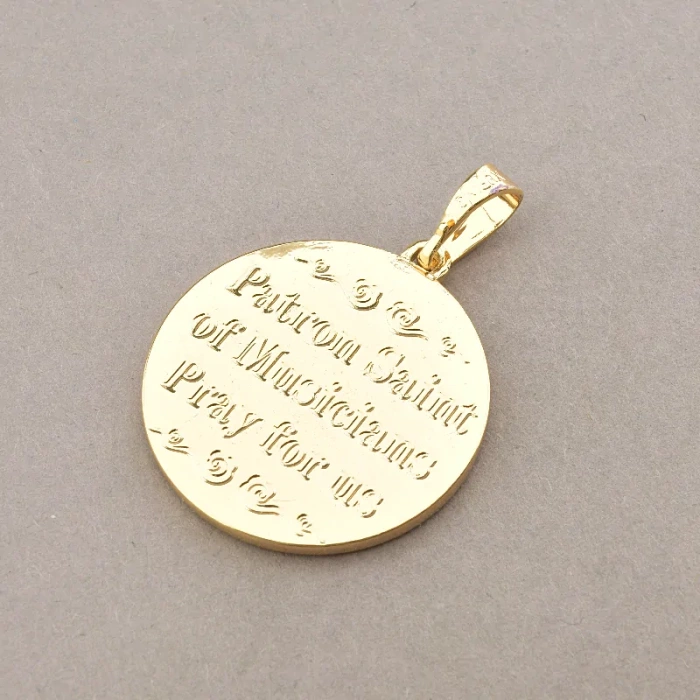 Patron Saint
of Musicians
Pray for us